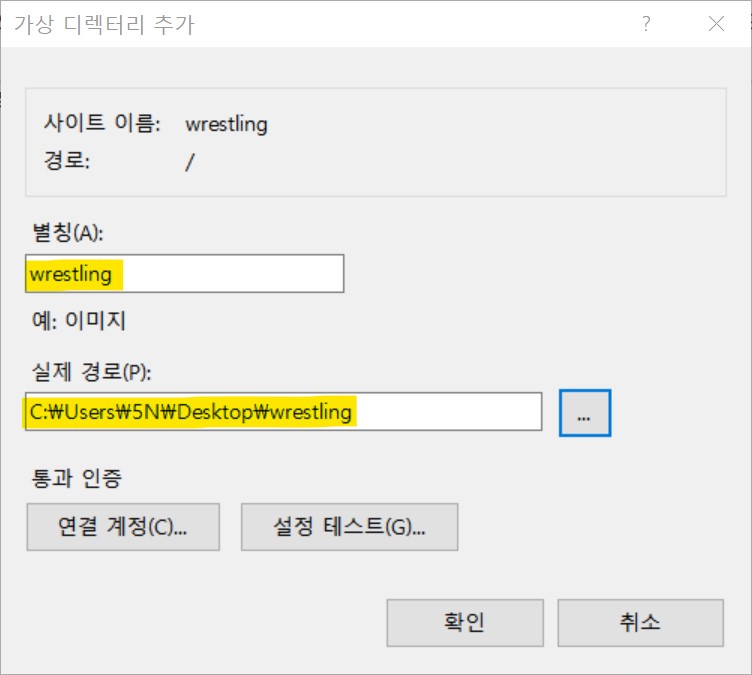 가상 디렉터리 추가 ? ×
사이트 이름: wrestling
경로: /
별칭(A):
wrestling
예: 이미지
실제 경로(P):
C:₩Users₩5N₩Desktop₩wrestling ...
통과 인증
연결 계정(C)... 설정 테스트(G)...
확인 취소